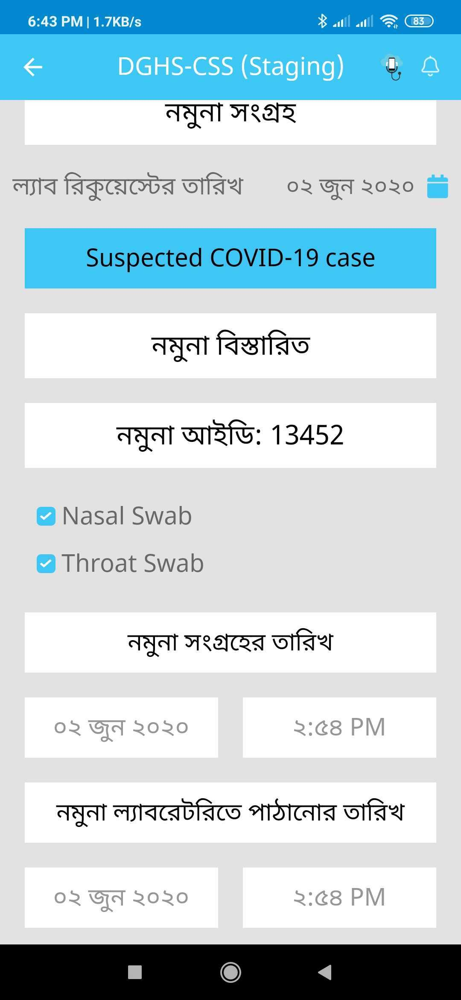 6:43 PM | 1.7KB/s 83
DGHS-CSS (Staging)
নমুনা সংগ্রহ
ল্যাব রিকুয়েস্টের তারিখ ০২ জুন ২০২০
Suspected COVID-19 case
নমুনা বিস্তারিত
নমুনা আইডি: 13452
Nasal Swab
Throat Swab
নমুনা সংগ্রহের তারিখ
০২ জুন ২০২০ ২:৫৪ PM
নমুনা ল্যাবরেটরিতে পাঠানোর তারিখ
০২ জুন ২০২০ ২:৫৪ PM